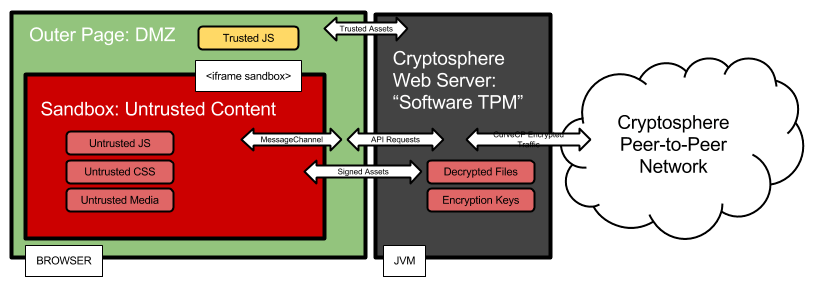 Outer Page: DMZ
Trusted JS
Trusted Assets
<iframe sandbox>
Sandbox: Untrusted Content
Untrusted JS
Untrusted CSS
Untrusted Media
MessageChannel
API Requests
Signed Assets
BROWSER
Cryptosphere
Web Server:
“Software TPM”
CurveCP Encrypted
Traffic
Decrypted Files
Encryption Keys
JVM
Cryptosphere
Peer-to-Peer
Network